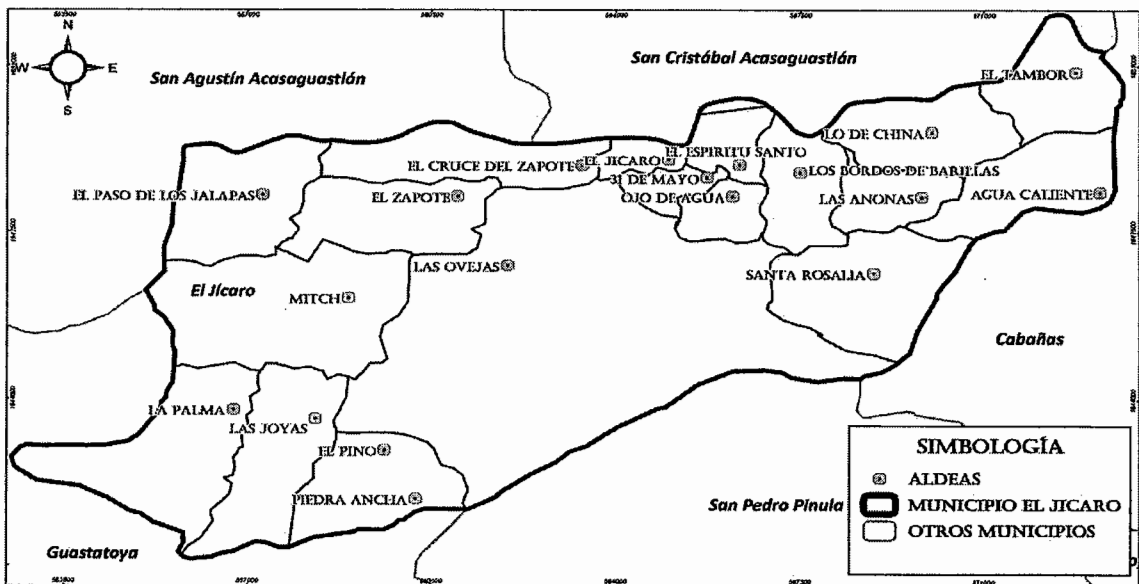 N
W E
S
San Agustín Acasaguastlán
San Cristábal Acasaguastlán
EL TAMBOR
LO DE CHINA
EL ESPIRITU SANTO
EL JICARO
EL CRUCE DEL ZAPOTE
LOS BORDOS DE BARILLAS
31 DE MAYO
EL PASO DE LOS JALAPAS
EL ZAPOTE
OJO DE AGUA
LAS ANONAS
AGUA CALIENTE
LAS OVEJAS
SANTA ROSALIA
El Jícaro
MITCH
Cabañas
LA PALMA
LAS JOYAS
EL PINO
PIEDRA ANCHA
San Pedro Pinula
Guastatoya
SIMBOLOGÍA
ALDEAS
MUNICIPIO EL JICARO
OTROS MUNICIPIOS